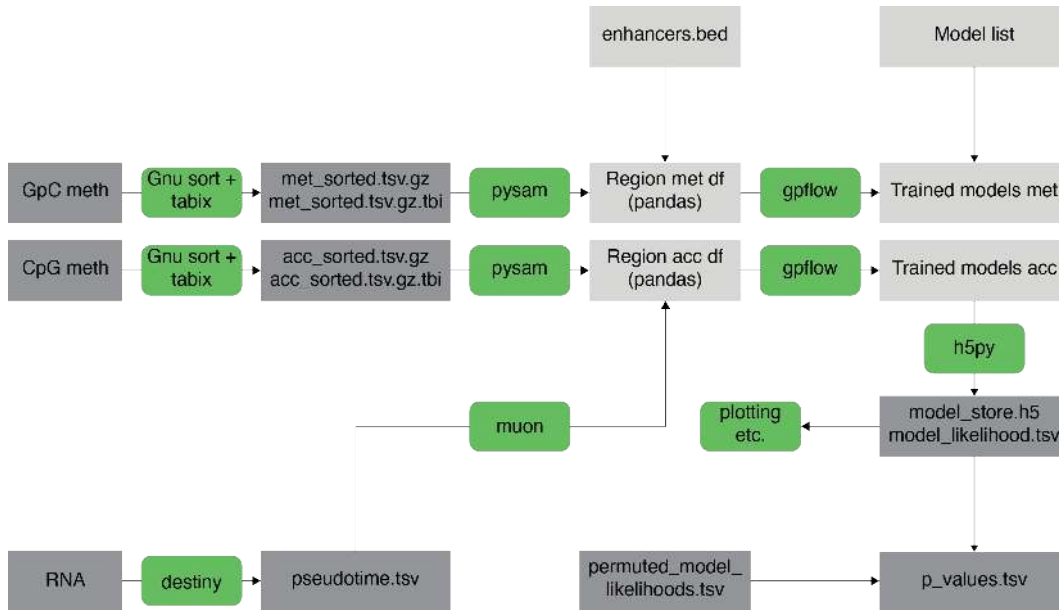 enhancers.bed
Model list
GpC meth
Gnu sort +
tabix
met_sorted.tsv.gz
met_sorted.tsv.gz.tbi
pysam
Region met df
(pandas)
gpflow
Trained models met
CpG meth
Gnu sort +
tabix
acc_sorted.tsv.gz
acc_sorted.tsv.gz.tbi
pysam
Region acc df
(pandas)
gpflow
Trained models acc
h5py
muon
plotting
etc.
model_store.h5
model_likelihood.tsv
RNA
destiny
pseudotime.tsv
permuted_model_
likelihoods.tsv
p_values.tsv